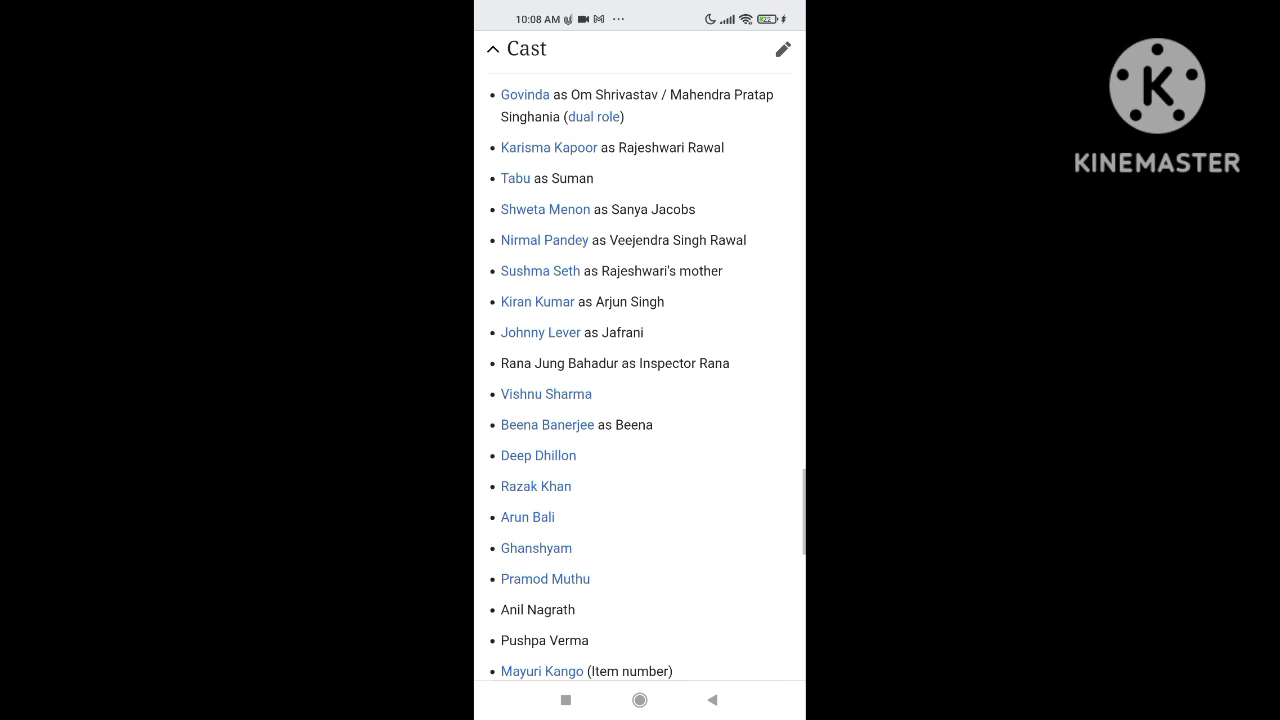 10:08 AM
22
Cast
Govinda as Om Shrivastav / Mahendra Pratap
Singhania (dual role)
Karisma Kapoor as Rajeshwari Rawal
Tabu as Suman
Shweta Menon as Sanya Jacobs
Nirmal Pandey as Veejendra Singh Rawal
Sushma Seth as Rajeshwari's mother
Kiran Kumar as Arjun Singh
Johnny Lever as Jafrani
Rana Jung Bahadur as Inspector Rana
Vishnu Sharma
Beena Banerjee as Beena
Deep Dhillon
Razak Khan
Arun Bali
Ghanshyam
Pramod Muthu
Anil Nagrath
Pushpa Verma
Mayuri Kango (Item number)
K
KINEMASTER